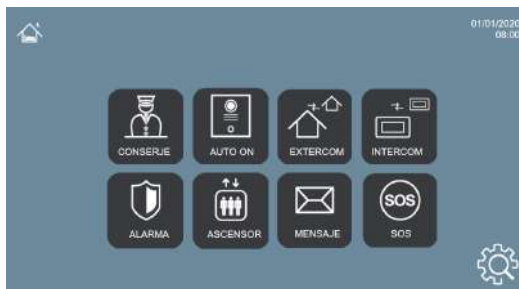 01/01/2020
08:00
CONSERJE
AUTO ON
EXTERCOM
INTERCOM
ALARMA
ASCENSOR
MENSAJE
SOS
SOS